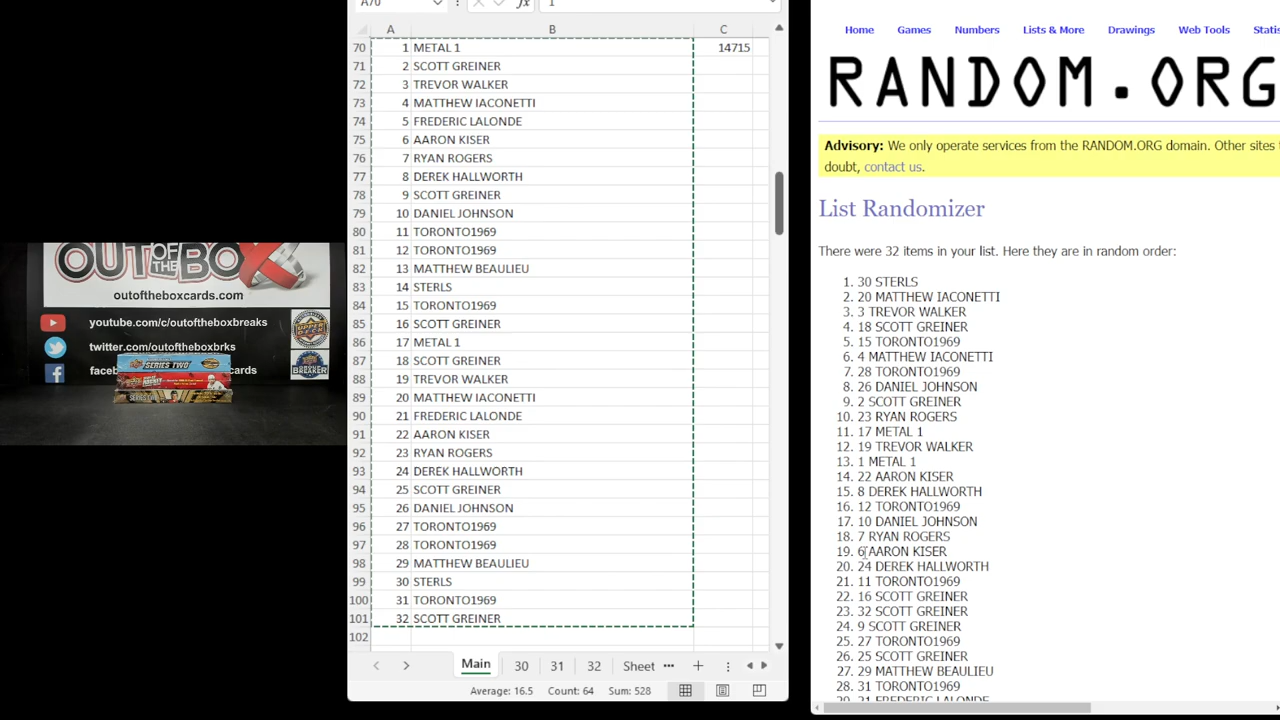 OUT OF THE BOX
outoftheboxcards.com
youtube.com/c/outoftheboxbreaks
twitter.com/outoftheboxbrks
UPPER DECK
SERIES TWO
A70
fx
1
A B C
70 1 METAL 1 14715
71 2 SCOTT GREINER
72 3 TREVOR WALKER
73 4 MATTHEW IACONETTI
74 5 FREDERIC LALONDE
75 6 AARON KISER
76 7 RYAN ROGERS
77 8 DEREK HALLWORTH
78 9 SCOTT GREINER
79 10 DANIEL JOHNSON
80 11 TORONTO1969
81 12 TORONTO1969
82 13 MATTHEW BEAULIEU
83 14 STERLS
84 15 TORONTO1969
85 16 SCOTT GREINER
86 17 METAL 1
87 18 SCOTT GREINER
88 19 TREVOR WALKER
89 20 MATTHEW IACONETTI
90 21 FREDERIC LALONDE
91 22 AARON KISER
92 23 RYAN ROGERS
93 24 DEREK HALLWORTH
94 25 SCOTT GREINER
95 26 DANIEL JOHNSON
96 27 TORONTO1969
97 28 TORONTO1969
98 29 MATTHEW BEAULIEU
99 30 STERLS
100 31 TORONTO1969
101 32 SCOTT GREINER
102
Main 30 31 32 Sheet ... +
Average: 16.5 Count: 64 Sum: 528
Home Games Numbers Lists & More Drawings Web Tools Statis
RANDOM.ORG
Advisory: We only operate services from the RANDOM.ORG domain. Other sites t
doubt, contact us.
List Randomizer
There were 32 items in your list. Here they are in random order:
1. 30 STERLS
2. 20 MATTHEW IACONETTI
3. 3 TREVOR WALKER
4. 18 SCOTT GREINER
5. 15 TORONTO1969
6. 4 MATTHEW IACONETTI
7. 28 TORONTO1969
8. 26 DANIEL JOHNSON
9. 2 SCOTT GREINER
10. 23 RYAN ROGERS
11. 17 METAL 1
12. 19 TREVOR WALKER
13. 1 METAL 1
14. 22 AARON KISER
15. 8 DEREK HALLWORTH
16. 12 TORONTO1969
17. 10 DANIEL JOHNSON
18. 7 RYAN ROGERS
19. 6 AARON KISER
20. 24 DEREK HALLWORTH
21. 11 TORONTO1969
22. 16 SCOTT GREINER
23. 32 SCOTT GREINER
24. 9 SCOTT GREINER
25. 27 TORONTO1969
26. 25 SCOTT GREINER
27. 29 MATTHEW BEAULIEU
28. 31 TORONTO1969
29. 21 FREDERIC LALONDE